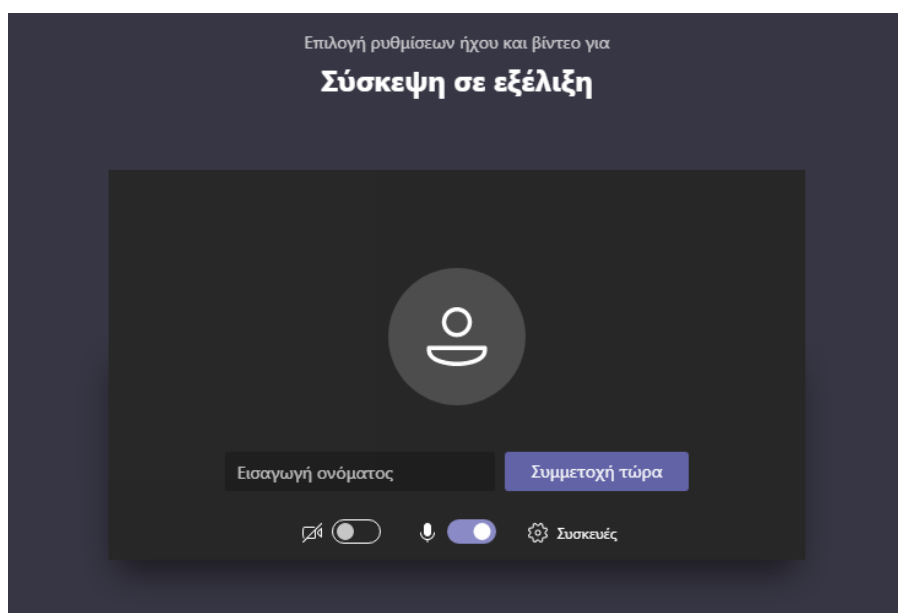 Επιλογή ρυθμίσεων ήχου και βίντεο για
Σύσκεψη σε εξέλιξη
Εισαγωγή ονόματος
Συμμετοχή τώρα
Συσκευές